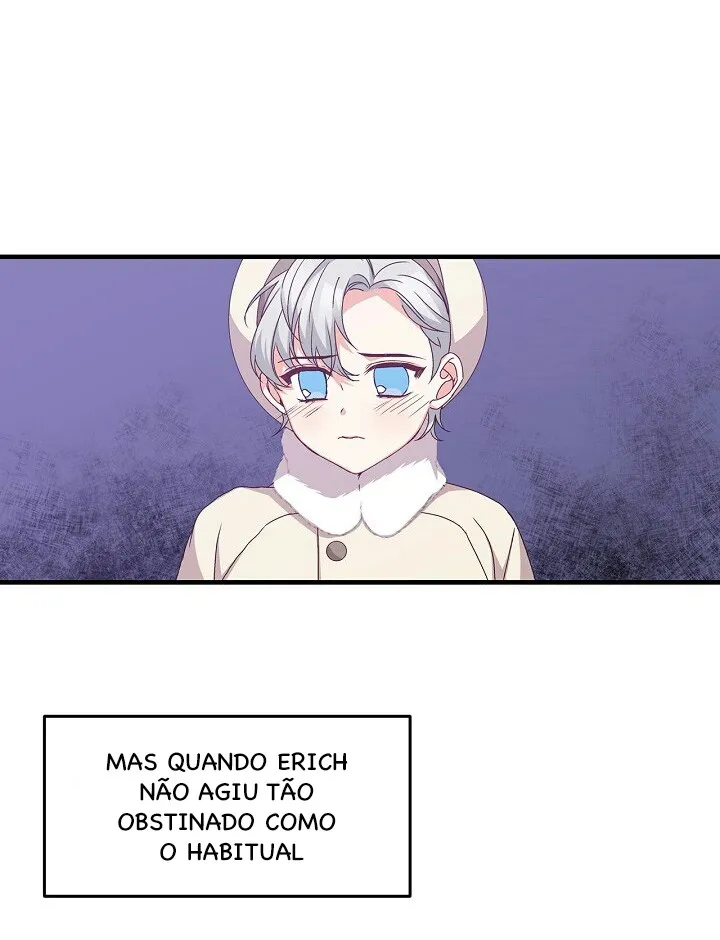 MAS QUANDO ERICH
NÃO AGIU TÃO
OBSTINADO COMO
O HABITUAL